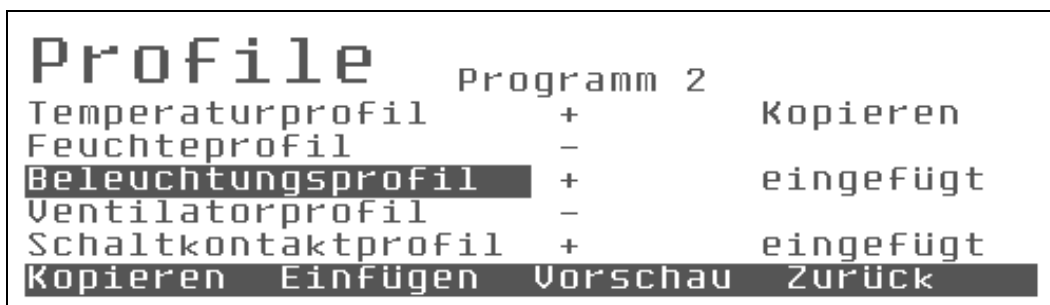 Profile Programm 2
Temperaturprofil + Kopieren
Feuchteprofil -
Beleuchtungsprofil + eingefügt
Ventilatorprofil -
Schaltkontaktprofil + eingefügt
Kopieren Einfügen Vorschau Zurück